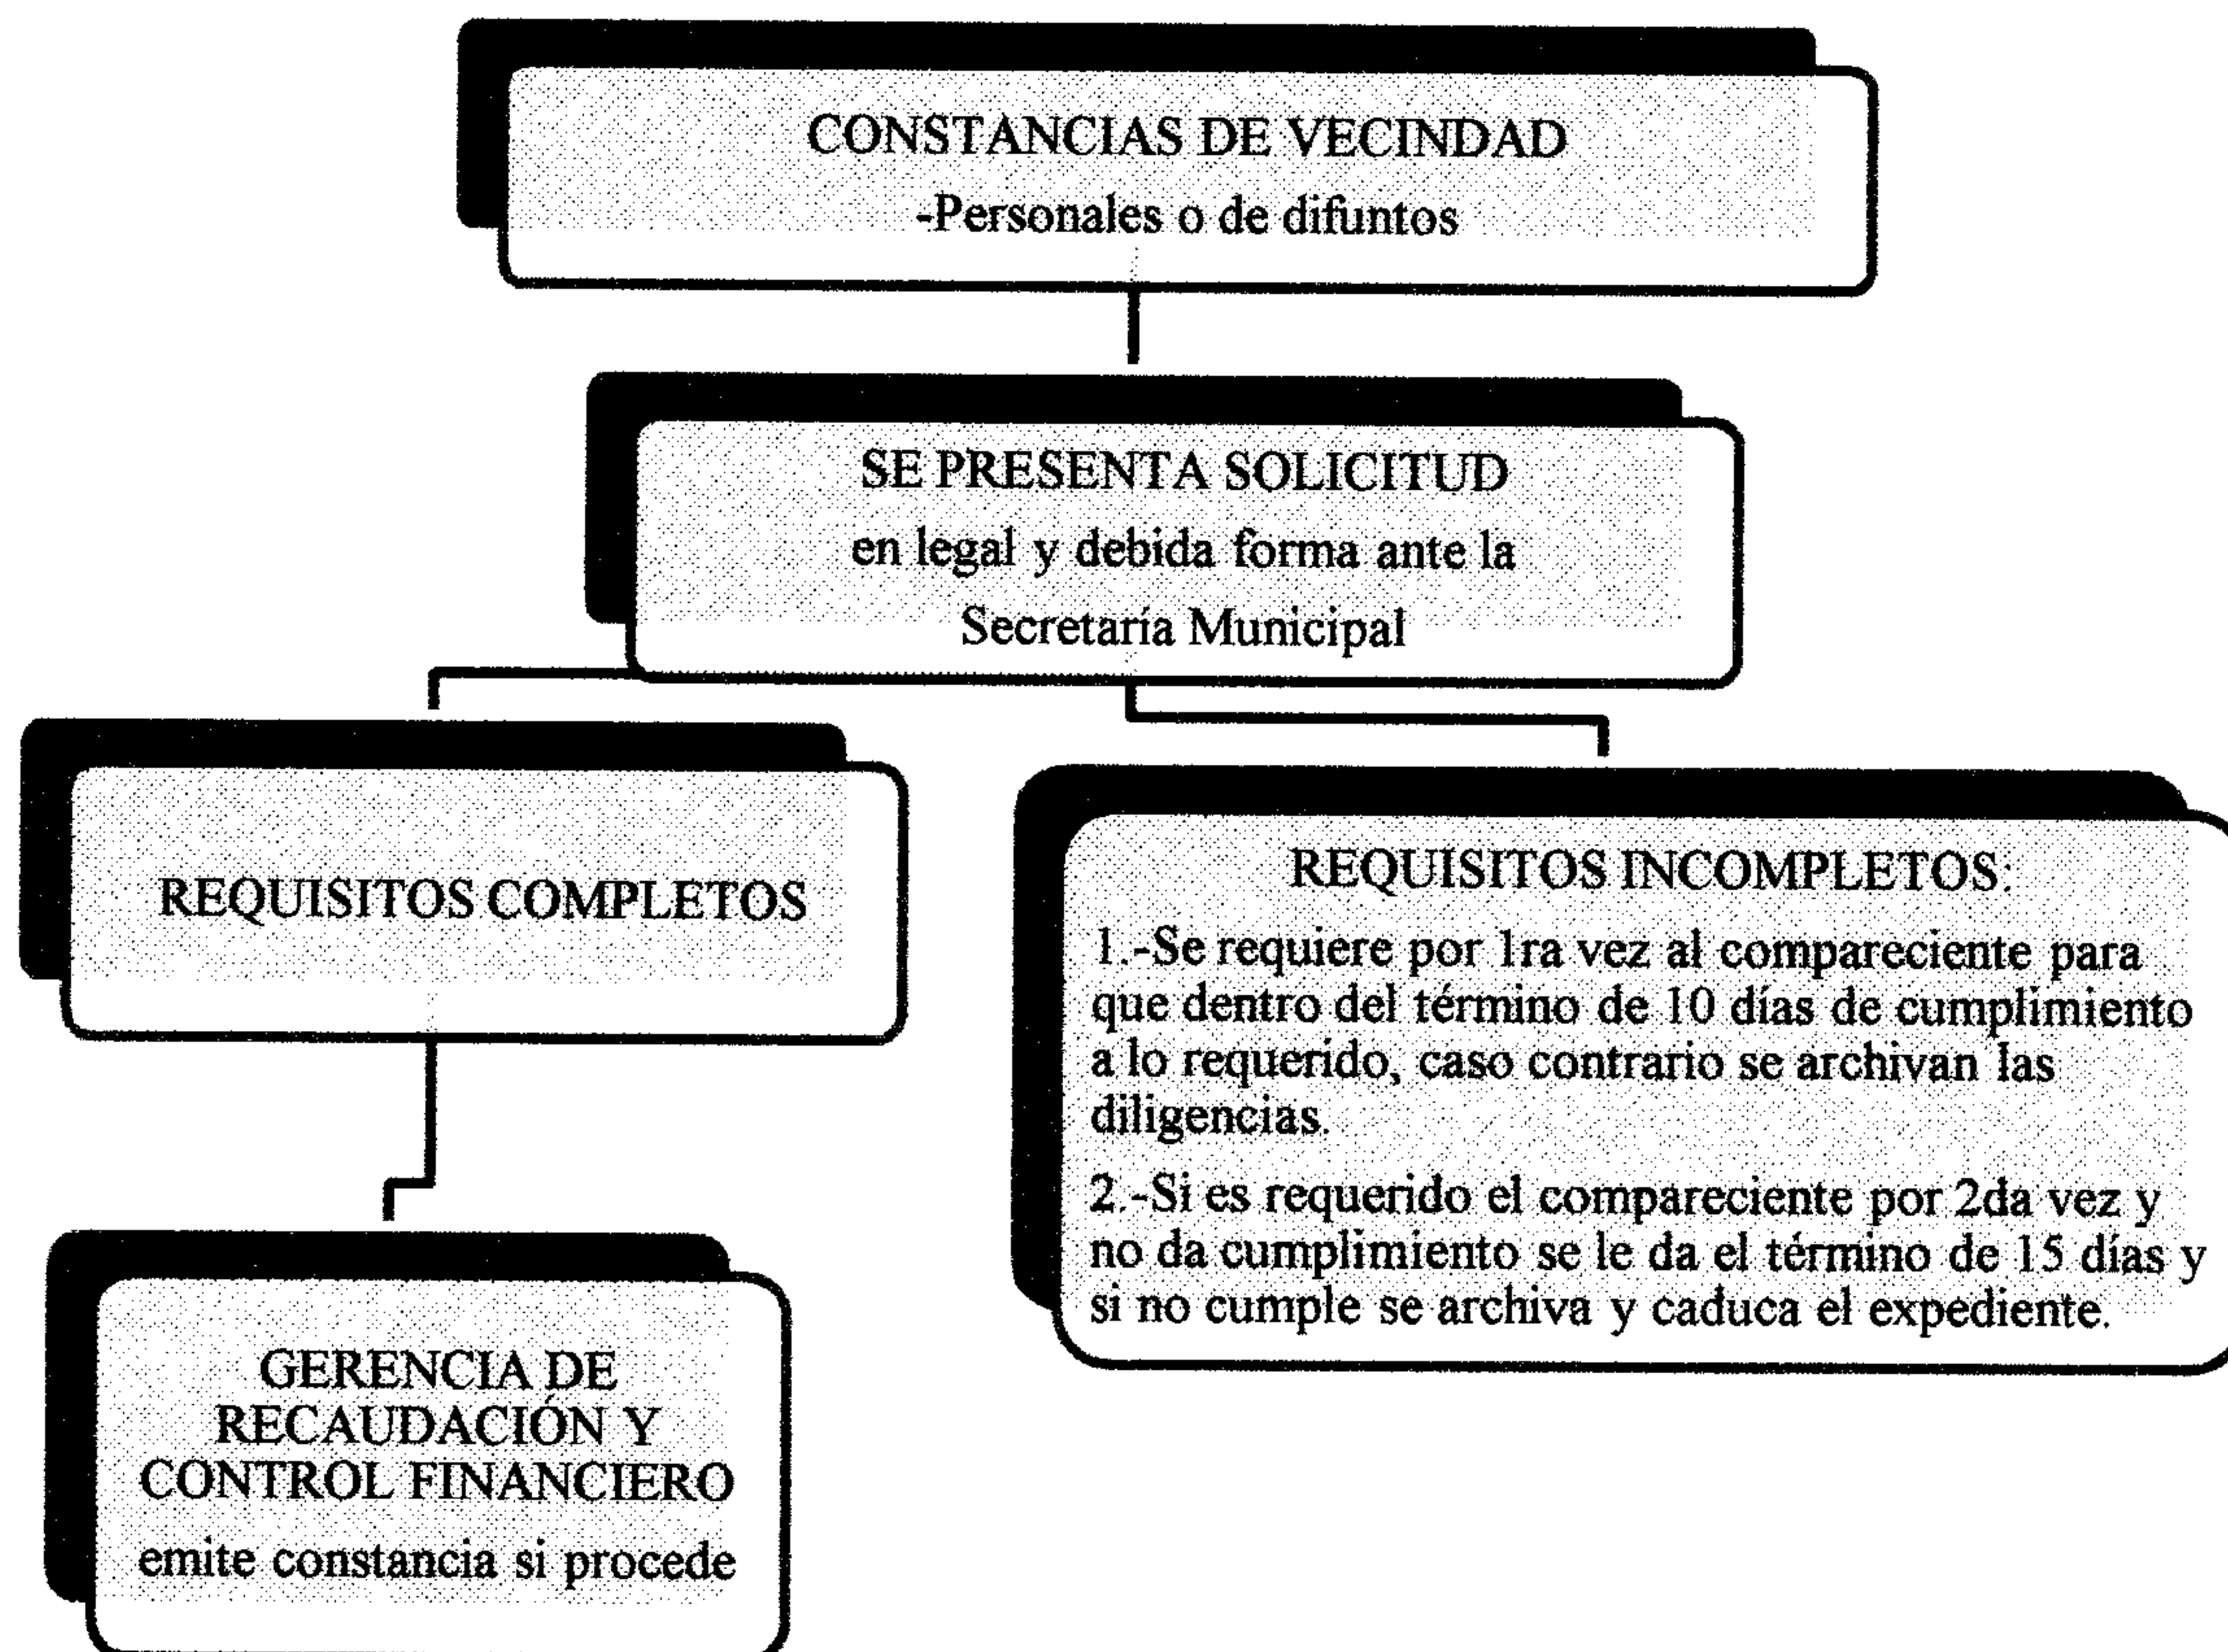 CONSTANCIAS DE VECINDAD
-Personales o de difuntos
SE PRESENTA SOLICITUD
en legal y debida forma ante la
Secretaría Municipal
REQUISITOS COMPLETOS
REQUISITOS INCOMPLETOS:
1.-Se requiere por 1ra vez al compareciente para
que dentro del término de 10 días de cumplimiento
a lo requerido, caso contrario se archivan las
diligencias.
2.-Si es requerido el compareciente por 2da vez y
no da cumplimiento se le da el término de 15 días y
si no cumple se archiva y caduca el expediente.
GERENCIA DE
RECAUDACIÓN Y
CONTROL FINANCIERO
emite constancia si procede